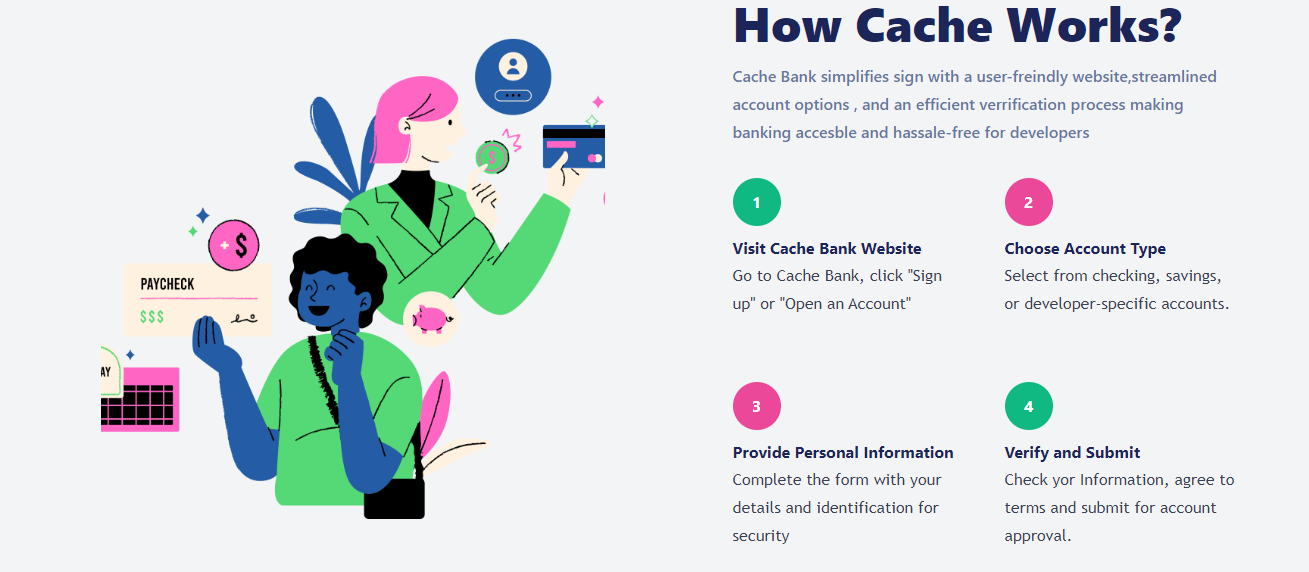 How Cache Works?
Cache Bank simplifies sign with a user-freindly website,streamlined
account options , and an efficient verrification process making
banking accesble and hassale-free for developers
1
Visit Cache Bank Website
Go to Cache Bank, click "Sign
up" or "Open an Account"
2
Choose Account Type
Select from checking, savings,
or developer-specific accounts.
3
Provide Personal Information
Complete the form with your
details and identification for
security
4
Verify and Submit
Check yor Information, agree to
terms and submit for account
approval.
$
+ $
PAYCHECK
$$$
AY